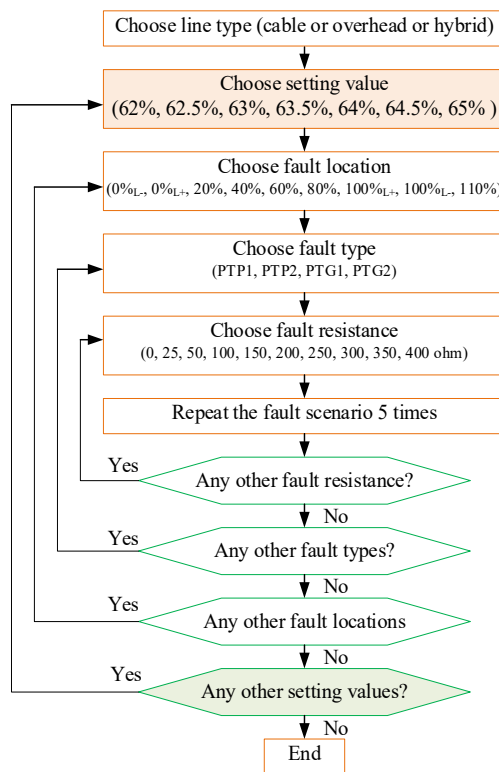 Choose line type (cable or overhead or hybrid)
Choose setting value
(62%, 62.5%, 63%, 63.5%, 64%, 64.5%, 65% )
Choose fault location
(0%L-, 0%L+, 20%, 40%, 60%, 80%, 100%L+, 100%L-, 110%)
Choose fault type
(PTP1, PTP2, PTG1, PTG2)
Choose fault resistance
(0, 25, 50, 100, 150, 200, 250, 300, 350, 400 ohm)
Repeat the fault scenario 5 times
Yes
Any other fault resistance?
No
Yes
Any other fault types?
No
Yes
Any other fault locations
No
Yes
Any other setting values?
No
End